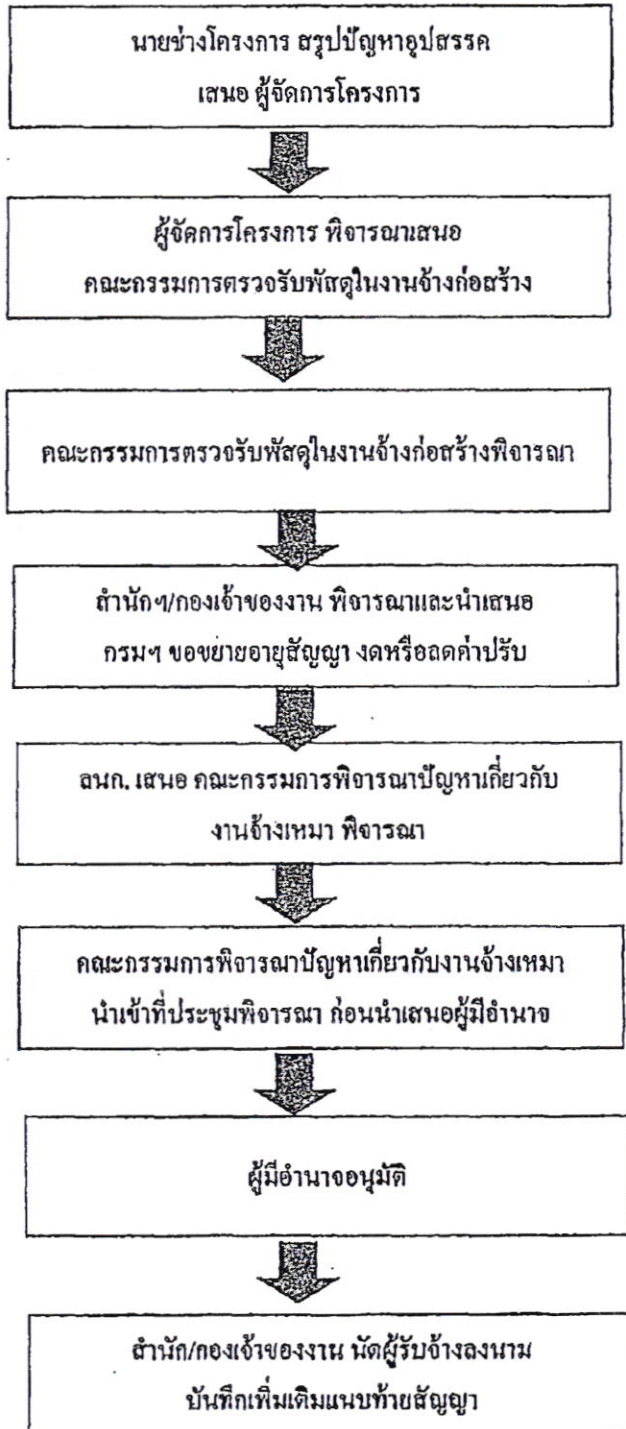 นายช่างโครงการ สรุปปัญหาอุปสรรค
เสนอ ผู้จัดการโครงการ
ผู้จัดการโครงการ พิจารณาเสนอ
คณะกรรมการตรวจรับพัสดุในงานจ้างก่อสร้าง
คณะกรรมการตรวจรับพัสดุในงานจ้างก่อสร้างพิจารณา
สำนักฯ/กองเจ้าของงาน พิจารณาและนำเสนอ
กรมฯ ขอขยายอายุสัญญา งดหรือลดค่าปรับ
ลนก. เสนอ คณะกรรมการพิจารณาปัญหาเกี่ยวกับ
งานจ้างเหมา พิจารณา
คณะกรรมการพิจารณาปัญหาเกี่ยวกับงานจ้างเหมา
นำเข้าที่ประชุมพิจารณา ก่อนนำเสนอผู้มีอำนาจ
ผู้มีอำนาจอนุมัติ
สำนัก/กองเจ้าของงาน นัดผู้รับจ้างลงนาม
บันทึกเพิ่มเติมแนบท้ายสัญญา